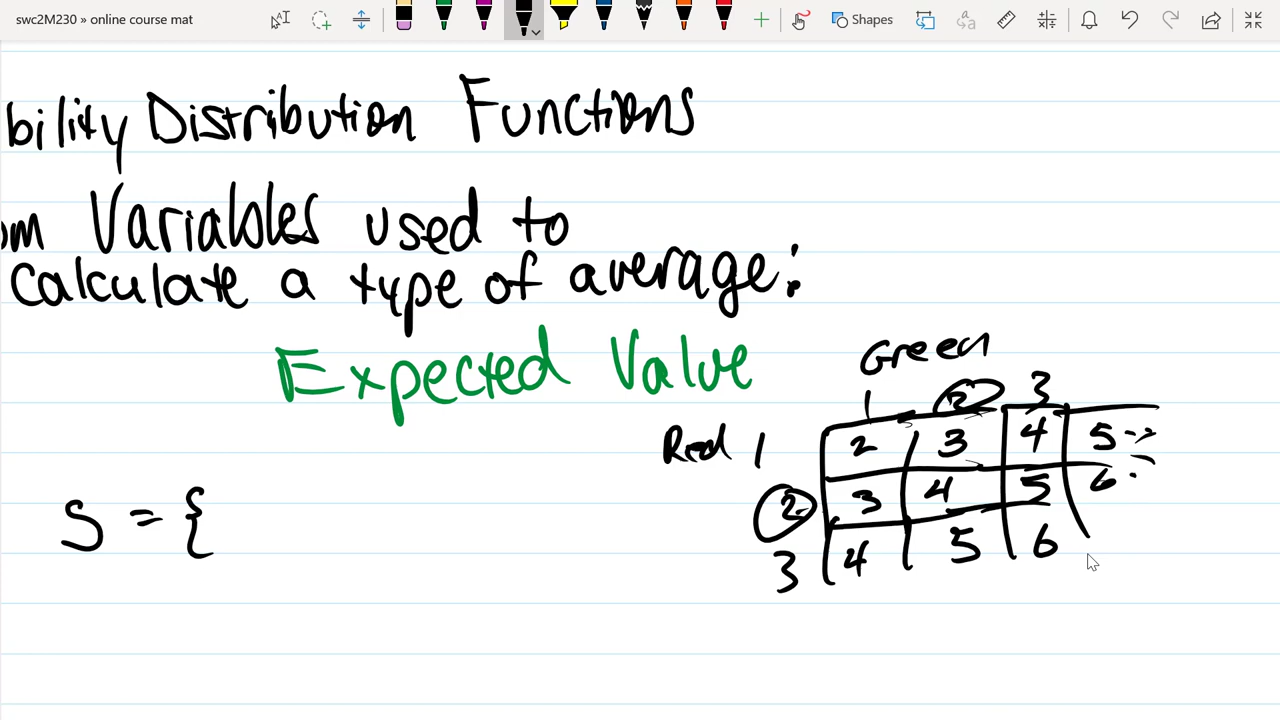 swc2M230 » online course mat
Shapes
bility Distribution Functions
om Variables used to
Calculate a type of average:
Expected Value
Green
1 2 3
Red 1 2 3 4 5
2 3 4 5 6
3 4 5 6
S = {